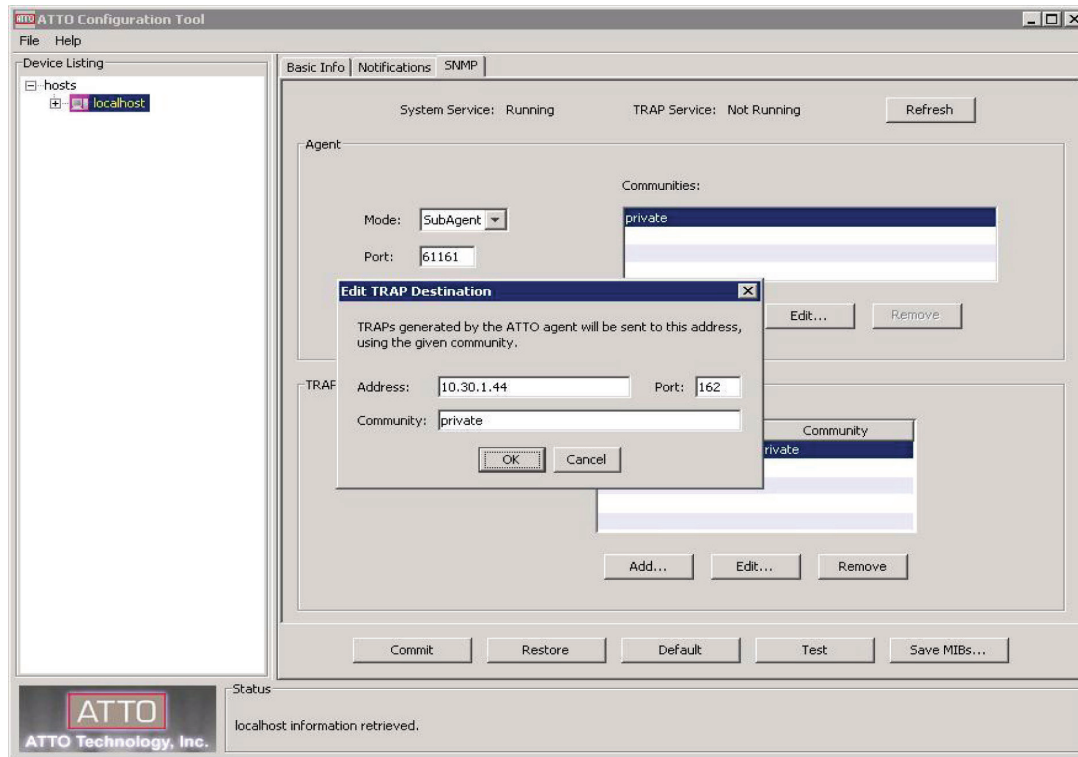 ATTO Configuration Tool
File Help
Device Listing
hosts
localhost
Basic Info Notifications SNMP
System Service: Running TRAP Service: Not Running Refresh
Agent
Communities:
Mode: SubAgent
private
Port: 61161
Edit... Remove
Edit TRAP Destination
TRAPs generated by the ATTO agent will be sent to this address,
using the given community.
Address: 10.30.1.44 Port: 162
Community: private
OK Cancel
TRAP
Community
rivate
Add... Edit... Remove
Commit Restore Default Test Save MIBs...
ATTO
ATTO Technology, Inc.
Status
localhost information retrieved.